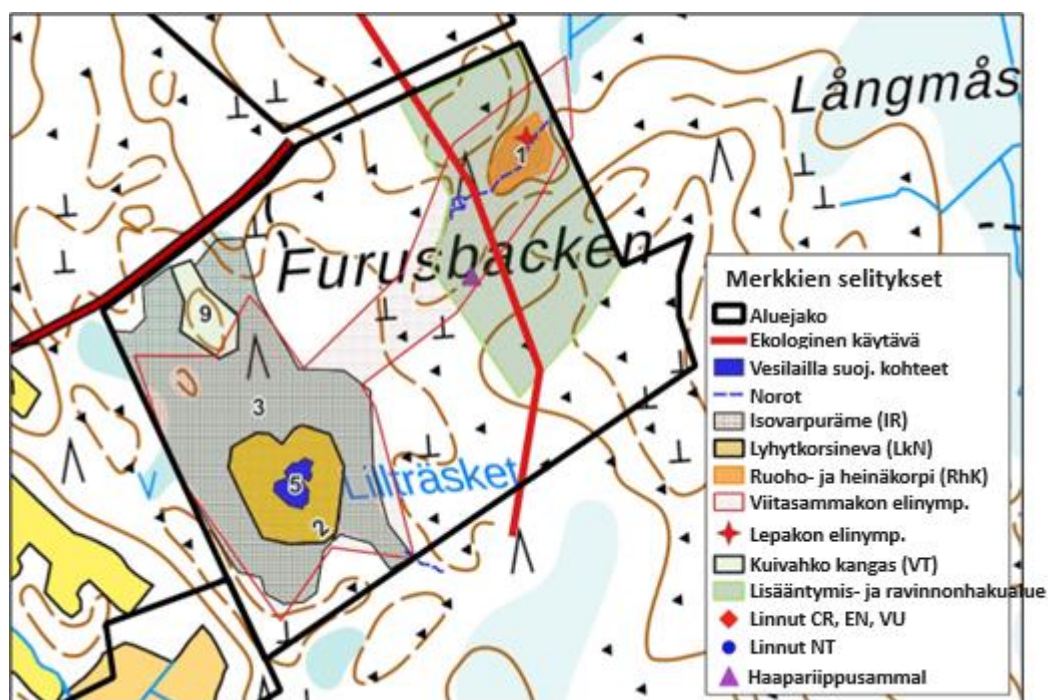 Långmås
1
Furusbacken
9
3
5
Lillträsket
2
Merkkien selitykset
Aluejako
Ekologinen käytävä
Vesilailla suoj. kohteet
Norot
Isovarpuräme (IR)
Lyhytkorsineva (LkN)
Ruoho- ja heinäkorpi (RhK)
Viitasammakon elinymp.
Lepakon elinymp.
Kuivahko kangas (VT)
Lisääntymis- ja ravinnonhakualue
Linnut CR, EN, VU
Linnut NT
Haapariippusammal